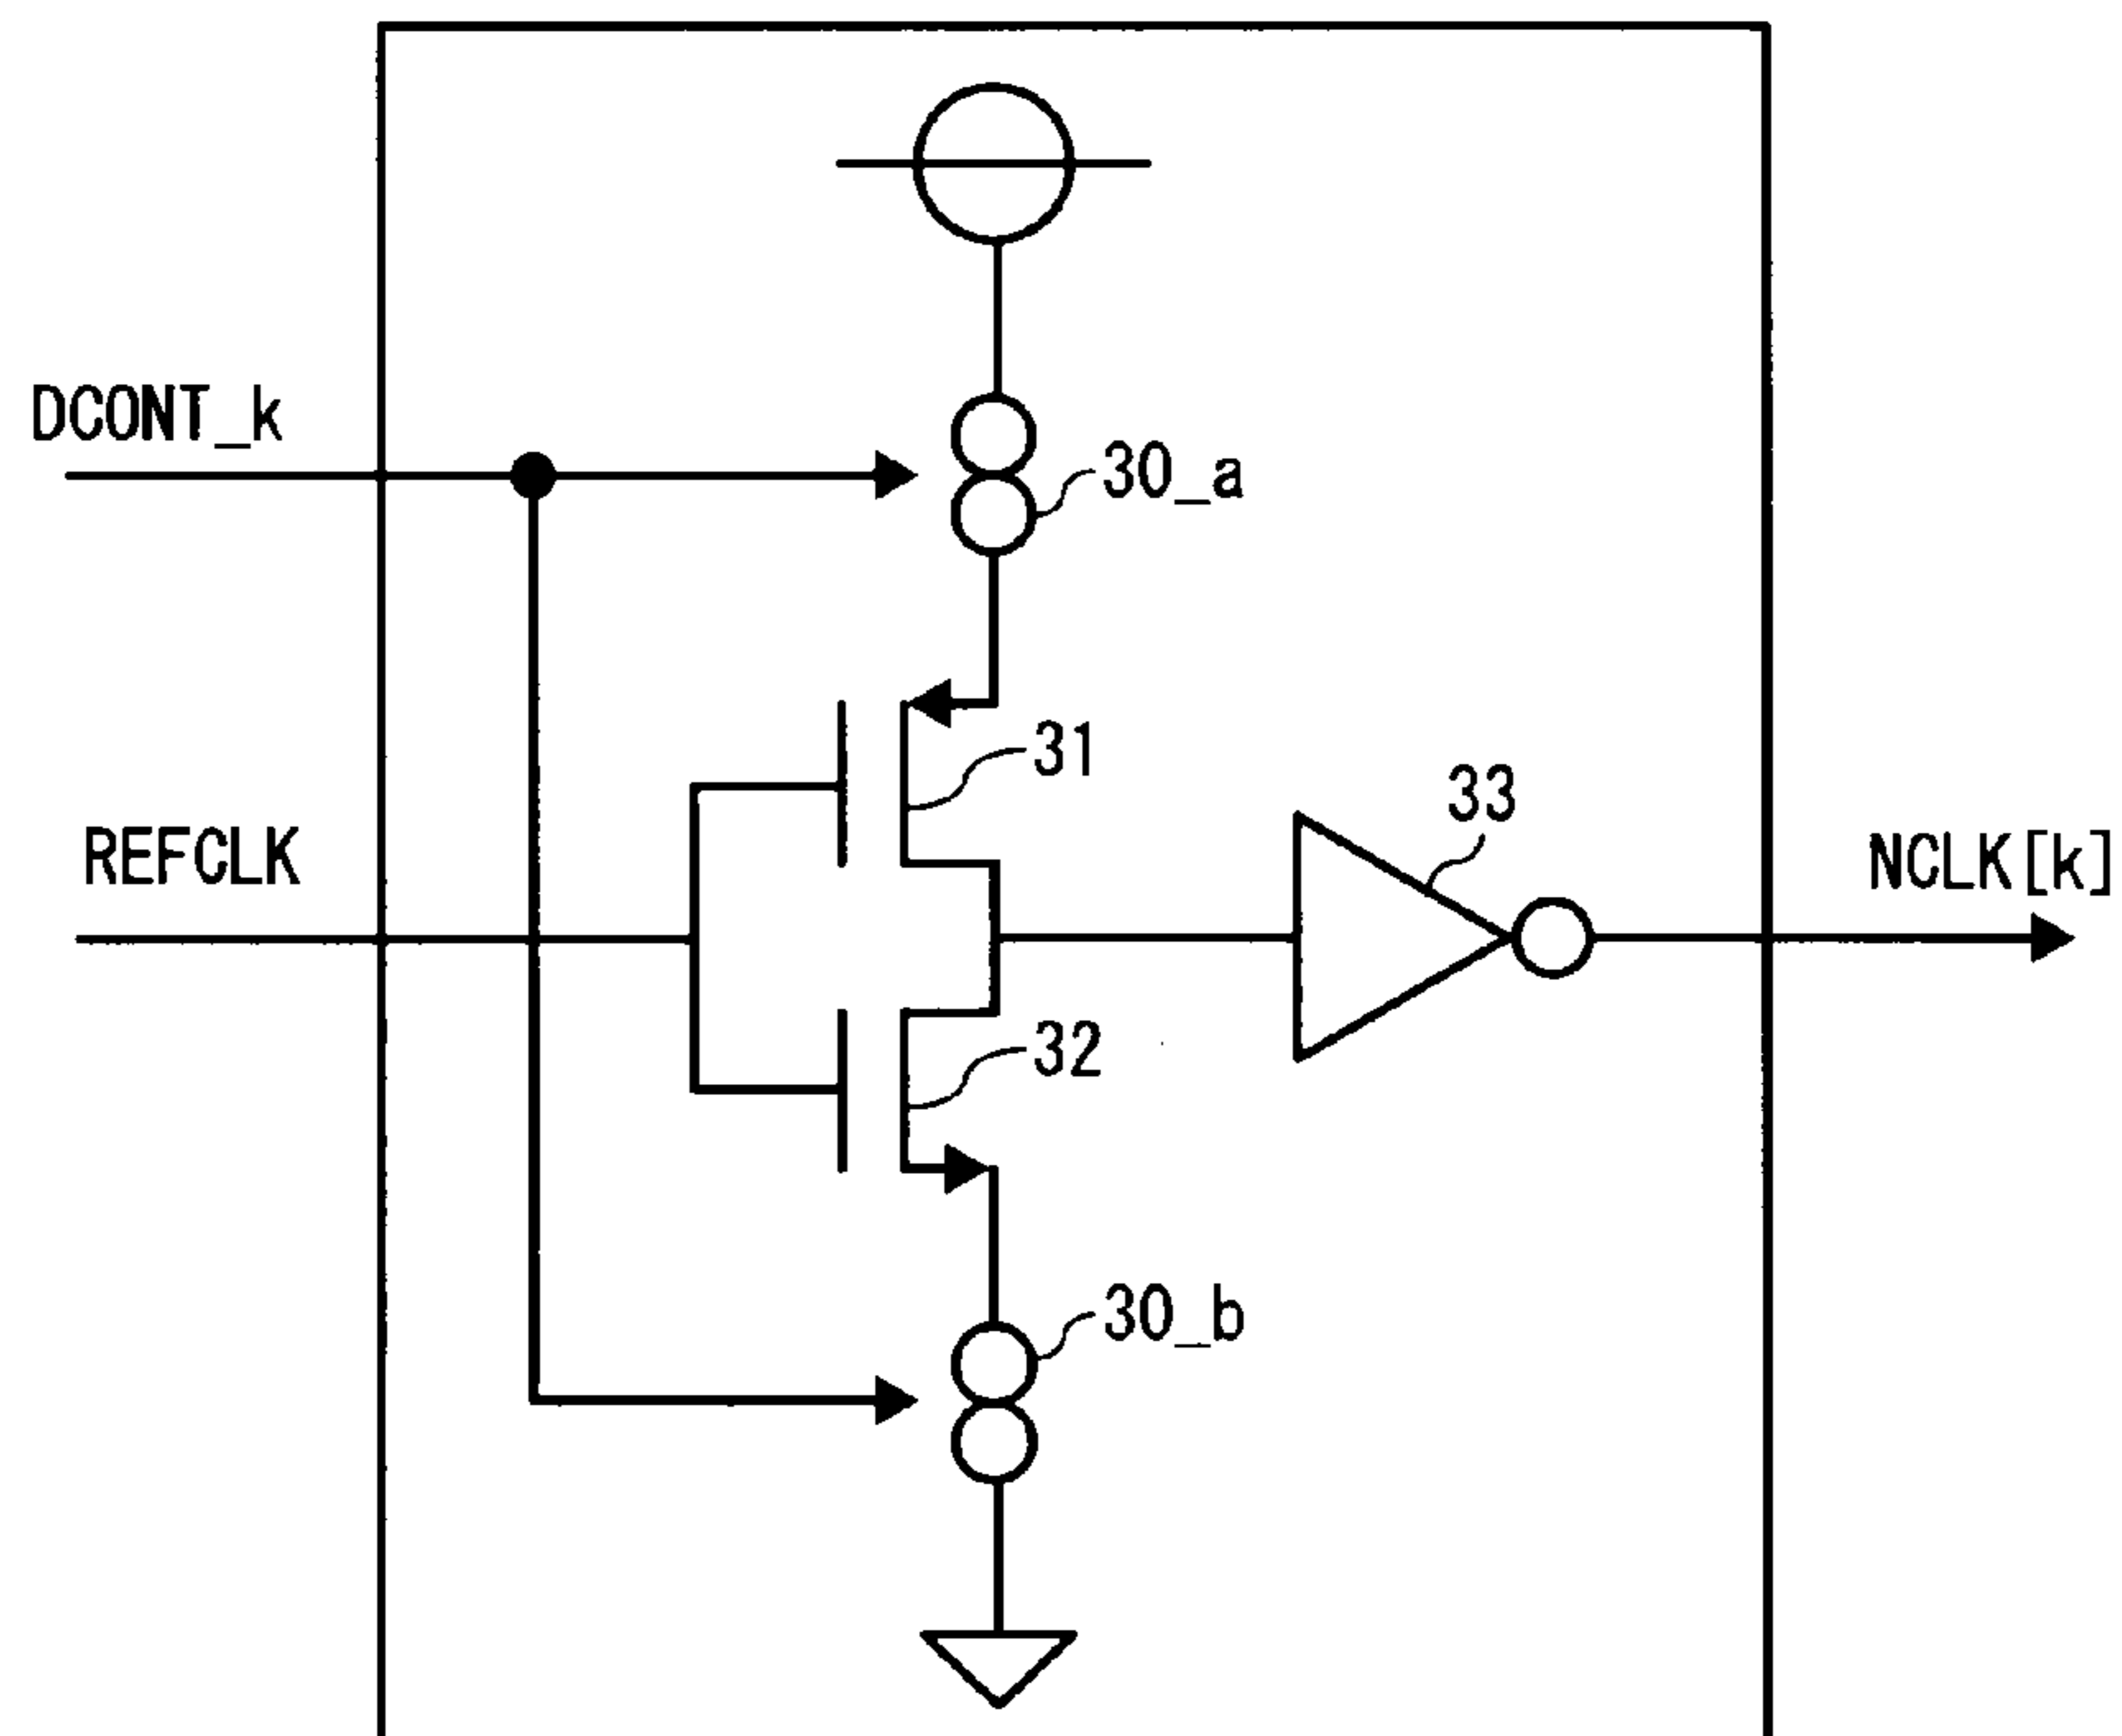 DCONT_k
30_a
31
33
REFCLK
NCLK[k]
32
30_b